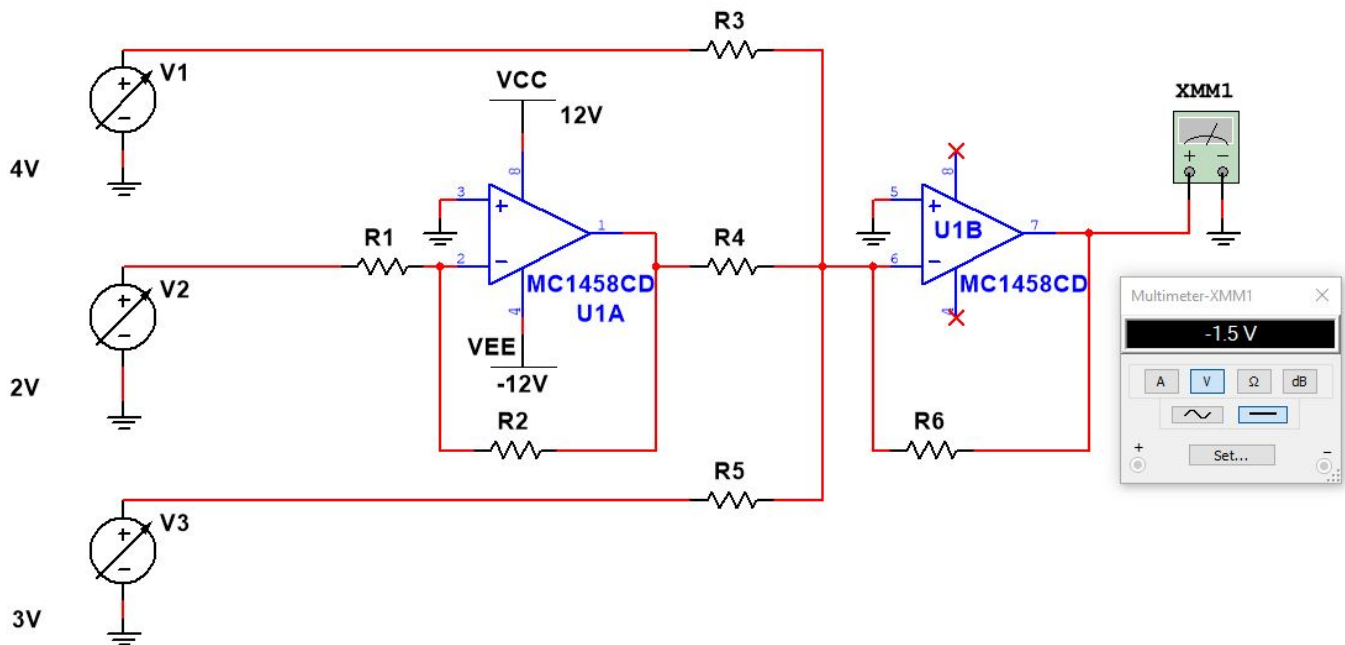 R3
V1
VCC
12V
XMM1
4V
8
3
1
R1
2
MC1458CD
U1A
4
VEE
-12V
R4
8
5
U1B
7
6
MC1458CD
4
V2
2V
R2
R6
R5
V3
3V
Multimeter-XMM1
-1.5 V
A V Ω dB
Set...